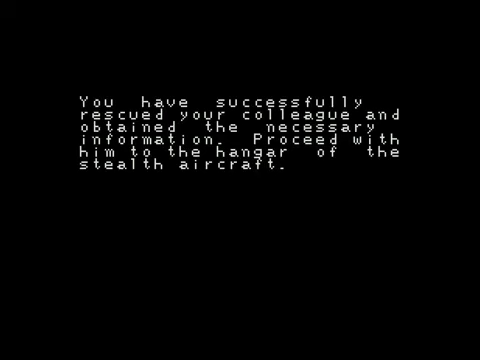 You have successfully
rescued your colleague and
obtained the necessary
information. Proceed with
him to the hangar of the
stealth aircraft.